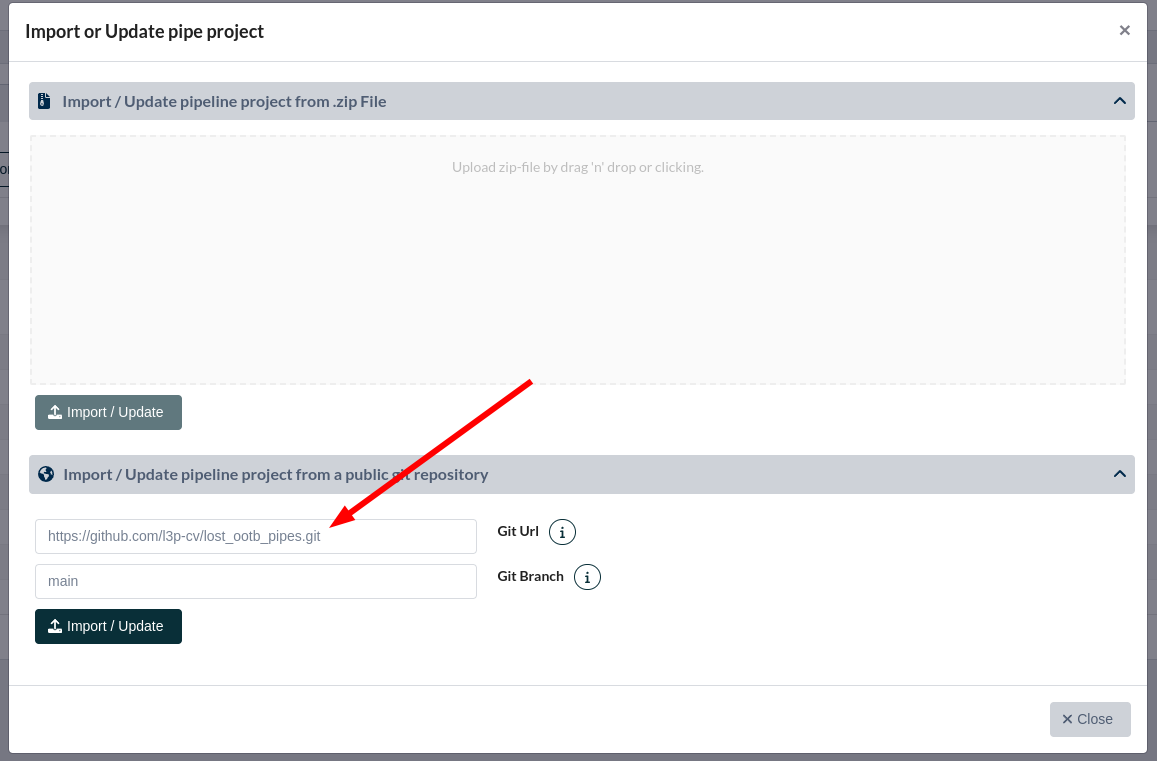 Import or Update pipe project
×
Import / Update pipeline project from .zip File
Upload zip-file by drag 'n' drop or clicking.
Import / Update
Import / Update pipeline project from a public git repository
https://github.com/l3p-cv/lost_ootb_pipes.git
Git Url i
main
Git Branch i
Import / Update
× Close